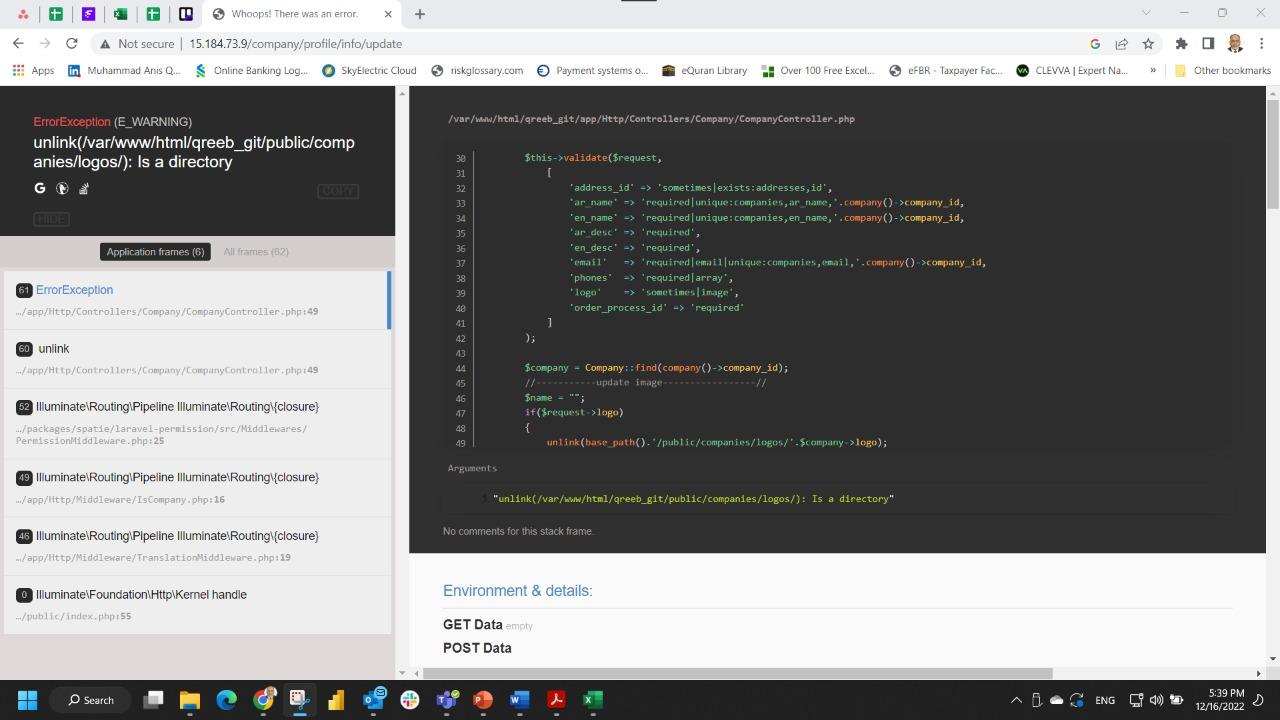 Whoops! There was an error.
Not secure | 15.184.73.9/company/profile/info/update
Apps
Muhammad Anis Q...
Online Banking Log...
SkyElectric Cloud
riskglossary.com
Payment systems o...
eQuran Library
Over 100 Free Excel...
eFBR - Taxpayer Fac...
CLEVVA | Expert Na...
»
Other bookmarks
ErrorException (E_WARNING)
unlink(/var/www/html/qreeb_git/public/comp
anies/logos/): Is a directory
COPY
HIDE
Application frames (6)
All frames (62)
61 ErrorException
…/app/Http/Controllers/Company/CompanyController.php:49
60 unlink
…/app/Http/Controllers/Company/CompanyController.php:49
52 Illuminate\Routing\Pipeline Illuminate\Routing\{closure}
…/packages/spatie/laravel-permission/src/Middlewares/
PermissionMiddleware.php:25
49 Illuminate\Routing\Pipeline Illuminate\Routing\{closure}
…/app/Http/Middleware/IsCompany.php:16
46 Illuminate\Routing\Pipeline Illuminate\Routing\{closure}
…/app/Http/Middleware/TranslationMiddleware.php:19
0 Illuminate\Foundation\Http\Kernel handle
…/public/index.php:55
/var/www/html/qreeb_git/app/Http/Controllers/Company/CompanyController.php
30 $this->validate($request,
31 [
32 'address_id' => 'sometimes|exists:addresses,id',
33 'ar_name' => 'required|unique:companies,ar_name,'.company()->company_id,
34 'en_name' => 'required|unique:companies,en_name,'.company()->company_id,
35 'ar_desc' => 'required',
36 'en_desc' => 'required',
37 'email' => 'required|email|unique:companies,email,'.company()->company_id,
38 'phones' => 'required|array',
39 'logo' => 'sometimes|image',
40 'order_process_id' => 'required'
41 ]
42 );
43
44 $company = Company::find(company()->company_id);
45 //-----------update image-----------------//
46 $name = "";
47 if($request->logo)
48 {
49 unlink(base_path().'/public/companies/logos/'.$company->logo);
Arguments
1. "unlink(/var/www/html/qreeb_git/public/companies/logos/): Is a directory"
No comments for this stack frame.
Environment & details:
GET Data empty
POST Data
Search
ENG
5:39 PM
12/16/2022